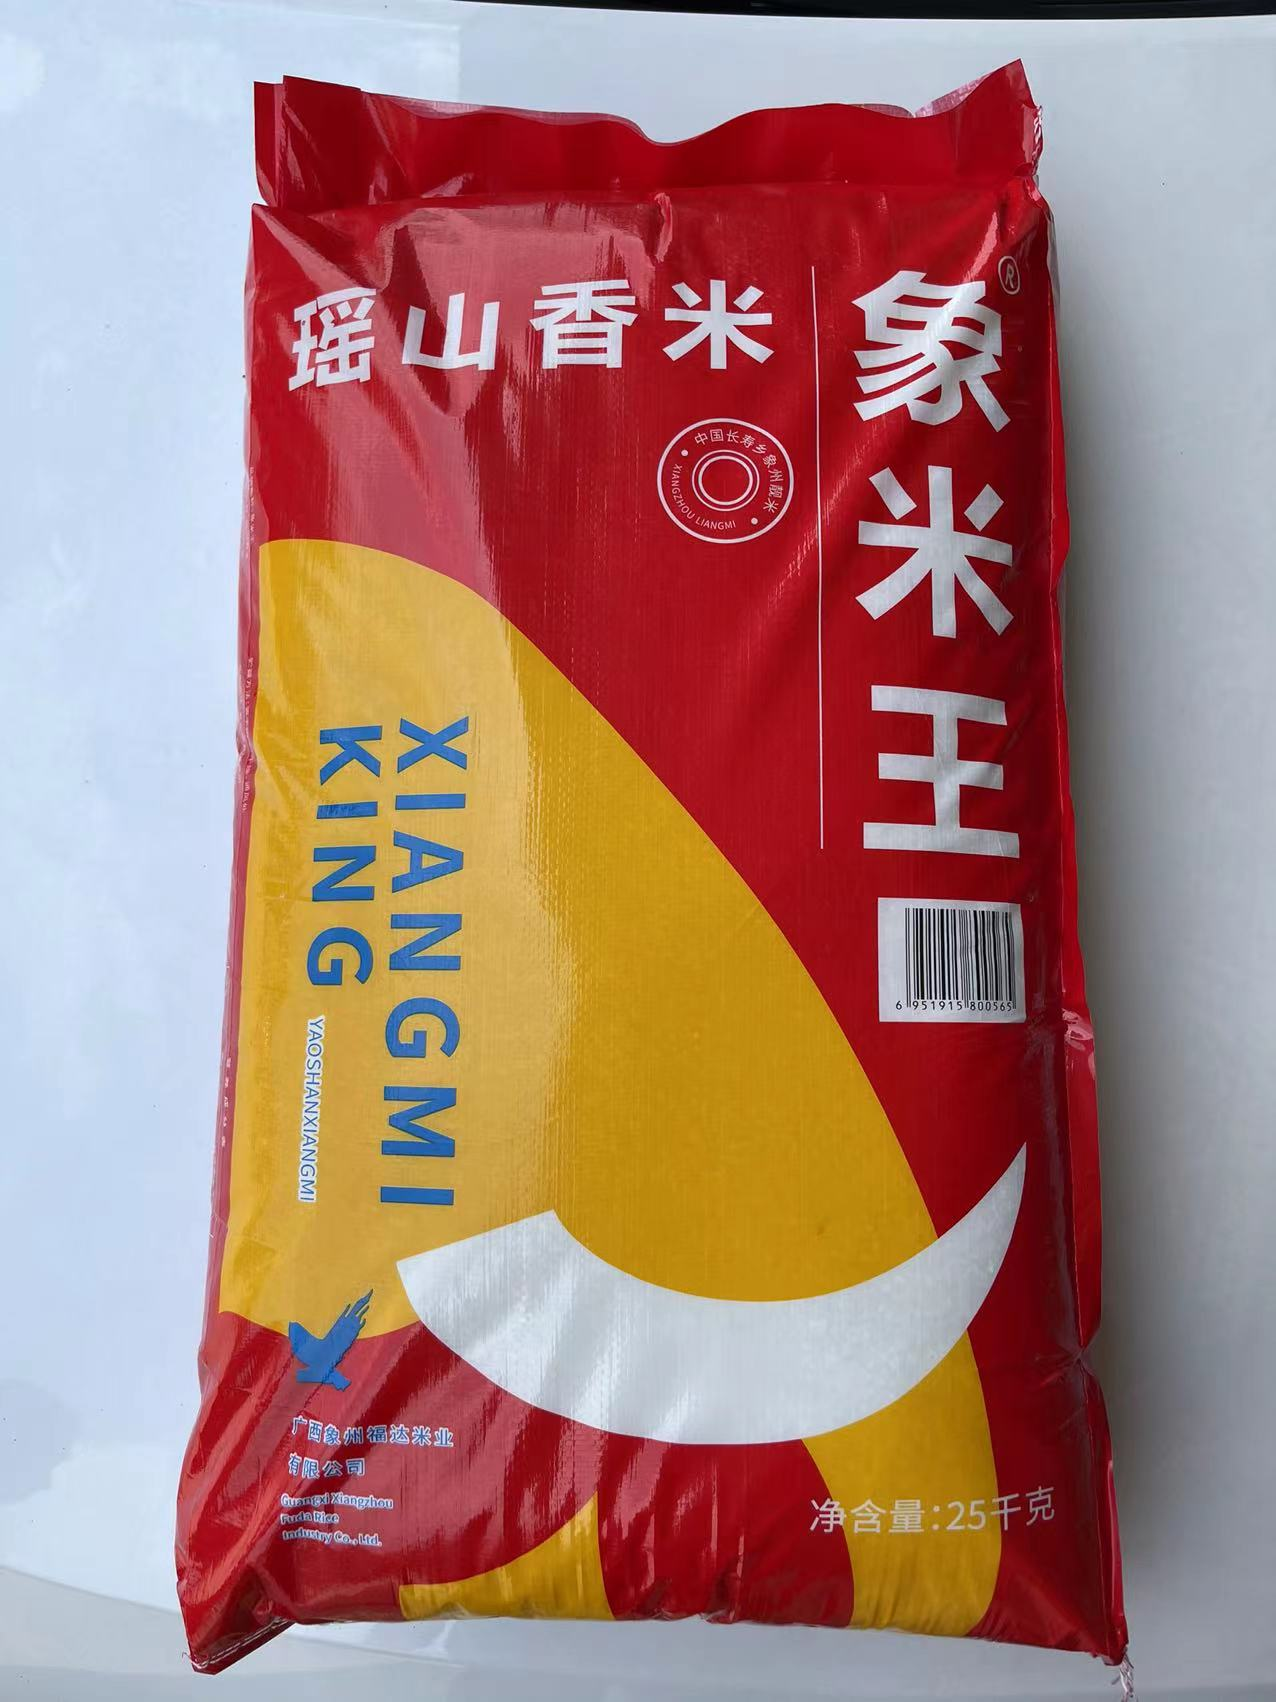 瑶山香米
象米王
®
中国长寿乡象州靓米
XIANGZHOU LIANGMI
XIANGMI
KING
YAOSHANXIANGMI
6 951915 800565
广西象州福达米业
有限公司
Guangxi Xiangzhou
Fuda Rice
Industry Co., Ltd.
净含量:25千克